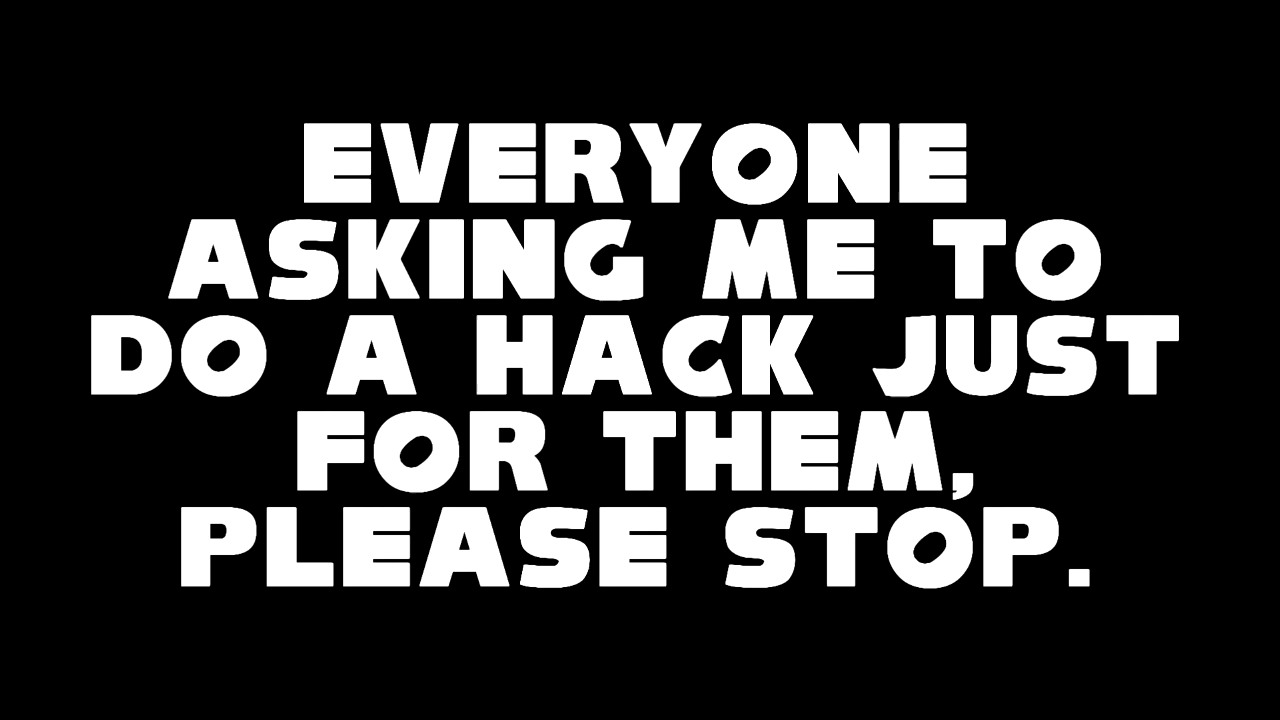 EVERYONE
ASKING ME TO
DO A HACK JUST
FOR THEM,
PLEASE STOP.